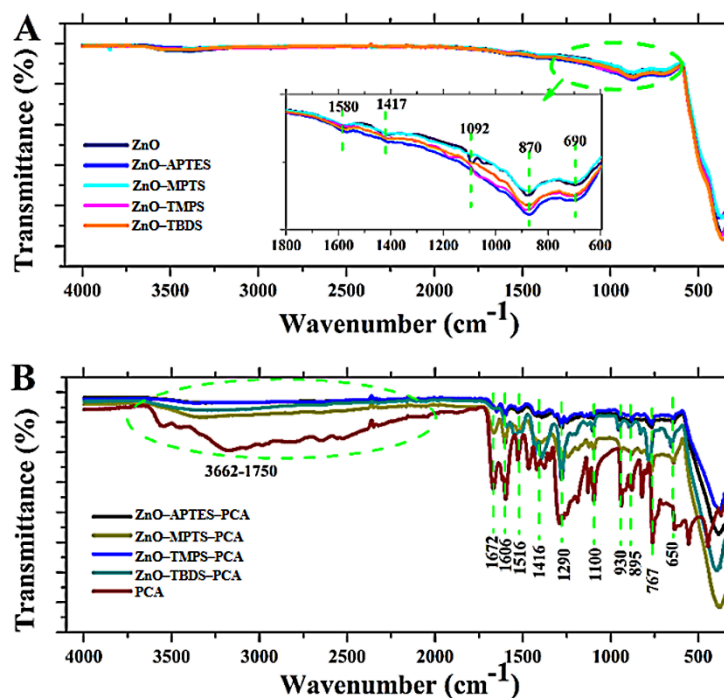 A
Transmittance (%)
ZnO
ZnO–APTES
ZnO–MPTS
ZnO–TMPS
ZnO–TBDS
1580
1417
1092
870
690
1800 1600 1400 1200 1000 800 600
4000 3500 3000 2500 2000 1500 1000 500
Wavenumber (cm⁻¹)
B
Transmittance (%)
3662-1750
ZnO–APTES–PCA
ZnO–MPTS–PCA
ZnO–TMPS–PCA
ZnO–TBDS–PCA
PCA
1672
1606
1516
1416
1290
1100
930
895
767
650
4000 3500 3000 2500 2000 1500 1000 500
Wavenumber (cm⁻¹)